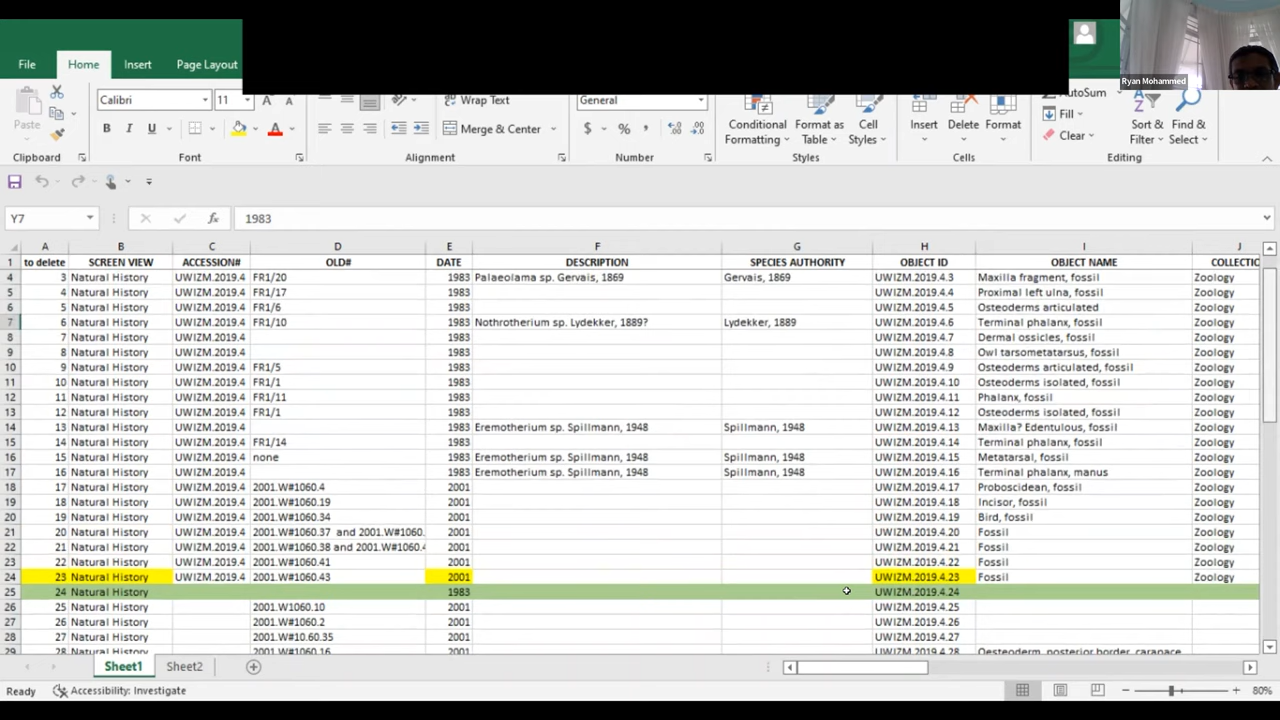 Ryan Mohammed
File Home Insert Page Layout
Calibri 11 Wrap Text General AutoSum
Paste B I U A Merge & Center $ % Conditional Formatting Format as Table Cell Styles Insert Delete Format Fill Clear Sort & Filter Find & Select
Clipboard Font Alignment Number Styles Cells Editing
Y7 fx 1983
A B C D E F G H I J
1 to delete SCREEN VIEW ACCESSION# OLD# DATE DESCRIPTION SPECIES AUTHORITY OBJECT ID OBJECT NAME COLLECTIO
4 3 Natural History UWIZM.2019.4 FR1/20 1983 Palaeolama sp. Gervais, 1869 Gervais, 1869 UWIZM.2019.4.3 Maxilla fragment, fossil Zoology
5 4 Natural History UWIZM.2019.4 FR1/17 1983 UWIZM.2019.4.4 Proximal left ulna, fossil Zoology
6 5 Natural History UWIZM.2019.4 FR1/6 1983 UWIZM.2019.4.5 Osteoderms articulated Zoology
7 6 Natural History UWIZM.2019.4 FR1/10 1983 Nothrotherium sp. Lydekker, 1889? Lydekker, 1889 UWIZM.2019.4.6 Terminal phalanx, fossil Zoology
8 7 Natural History UWIZM.2019.4 1983 UWIZM.2019.4.7 Dermal ossicles, fossil Zoology
9 8 Natural History UWIZM.2019.4 1983 UWIZM.2019.4.8 Owl tarsometatarsus, fossil Zoology
10 9 Natural History UWIZM.2019.4 FR1/5 1983 UWIZM.2019.4.9 Osteoderms articulated, fossil Zoology
11 10 Natural History UWIZM.2019.4 FR1/1 1983 UWIZM.2019.4.10 Osteoderms isolated, fossil Zoology
12 11 Natural History UWIZM.2019.4 FR1/11 1983 UWIZM.2019.4.11 Phalanx, fossil Zoology
13 12 Natural History UWIZM.2019.4 FR1/1 1983 UWIZM.2019.4.12 Osteoderms isolated, fossil Zoology
14 13 Natural History UWIZM.2019.4 1983 Eremotherium sp. Spillmann, 1948 Spillmann, 1948 UWIZM.2019.4.13 Maxilla? Edentulous, fossil Zoology
15 14 Natural History UWIZM.2019.4 FR1/14 1983 UWIZM.2019.4.14 Terminal phalanx, fossil Zoology
16 15 Natural History UWIZM.2019.4 none 1983 Eremotherium sp. Spillmann, 1948 Spillmann, 1948 UWIZM.2019.4.15 Metatarsal, fossil Zoology
17 16 Natural History UWIZM.2019.4 1983 Eremotherium sp. Spillmann, 1948 Spillmann, 1948 UWIZM.2019.4.16 Terminal phalanx, manus Zoology
18 17 Natural History UWIZM.2019.4 2001.W#1060.4 2001 UWIZM.2019.4.17 Proboscidean, fossil Zoology
19 18 Natural History UWIZM.2019.4 2001.W#1060.19 2001 UWIZM.2019.4.18 Incisor, fossil Zoology
20 19 Natural History UWIZM.2019.4 2001.W#1060.34 2001 UWIZM.2019.4.19 Bird, fossil Zoology
21 20 Natural History UWIZM.2019.4 2001.W#1060.37 and 2001.W#1060. 2001 UWIZM.2019.4.20 Fossil Zoology
22 21 Natural History UWIZM.2019.4 2001.W#1060.38 and 2001.W#1060.4 2001 UWIZM.2019.4.21 Fossil Zoology
23 22 Natural History UWIZM.2019.4 2001.W#1060.41 2001 UWIZM.2019.4.22 Fossil Zoology
24 23 Natural History UWIZM.2019.4 2001.W#1060.43 2001 UWIZM.2019.4.23 Fossil Zoology
25 24 Natural History 1983 UWIZM.2019.4.24
26 25 Natural History 2001.W1060.10 2001 UWIZM.2019.4.25
27 26 Natural History 2001.W#1060.2 2001 UWIZM.2019.4.26
28 27 Natural History 2001.W#10.60.35 2001 UWIZM.2019.4.27
29 28 Natural History 2001.W#1060.16 2001 UWIZM.2019.4.28 Oesteoderm, posterior border, carapace
Sheet1 Sheet2
Ready Accessibility: Investigate 80%